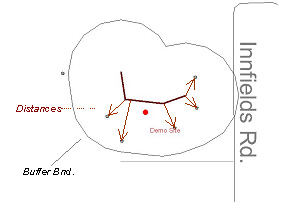 Innfields Rd.
Distances
Demo Site
Buffer Bnd.